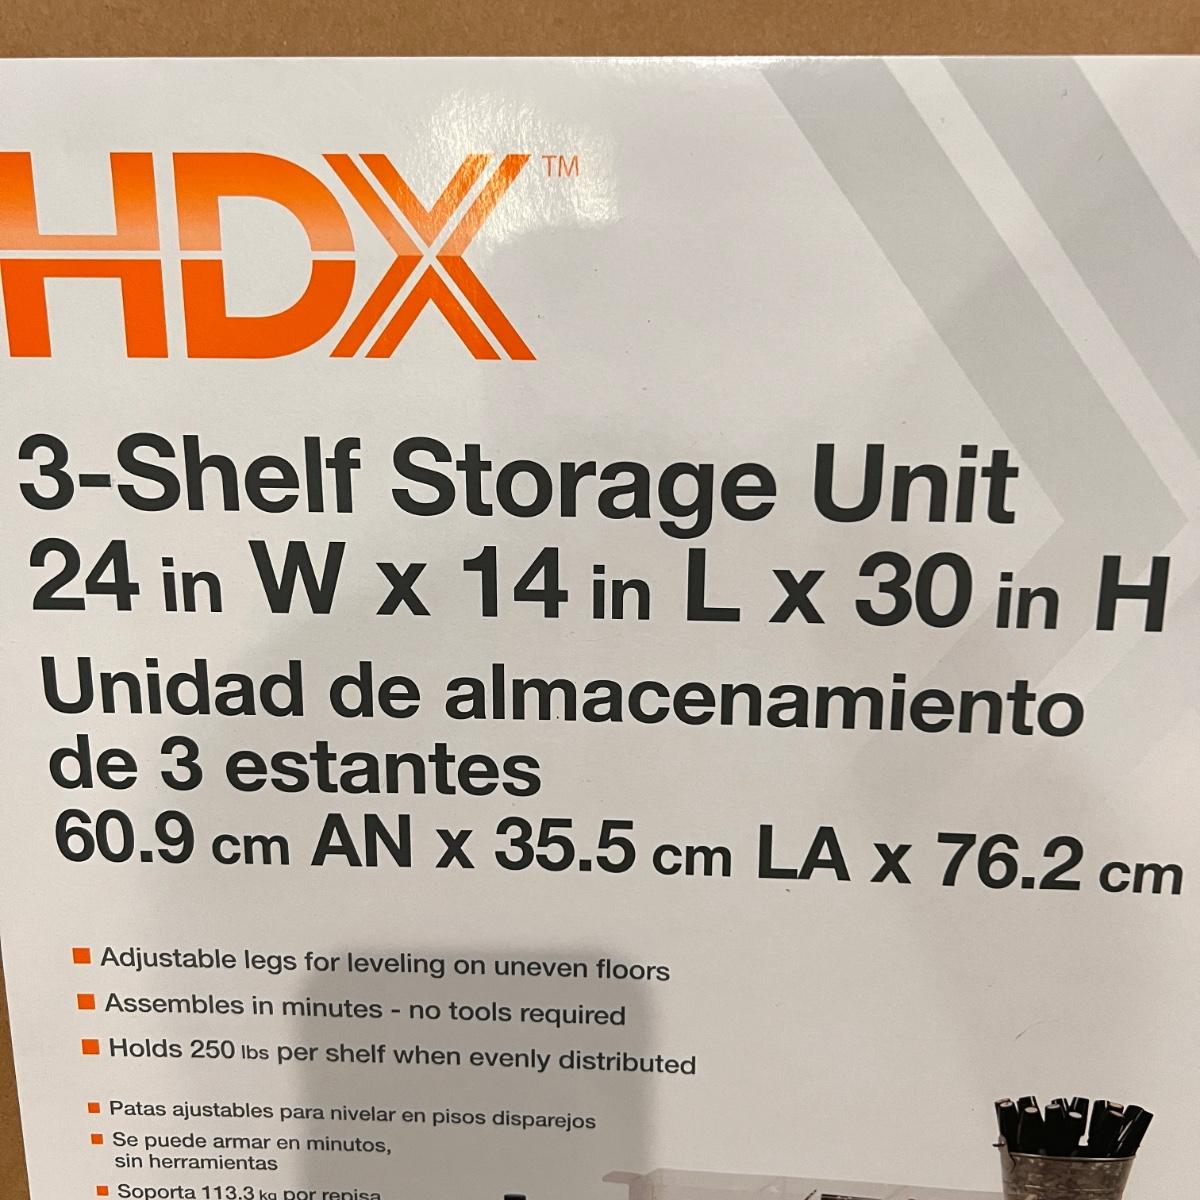 HDX™
3-Shelf Storage Unit
24 in W x 14 in L x 30 in H
Unidad de almacenamiento
de 3 estantes
60.9 cm AN x 35.5 cm LA x 76.2 cm
Adjustable legs for leveling on uneven floors
Assembles in minutes - no tools required
Holds 250 lbs per shelf when evenly distributed
Patas ajustables para nivelar en pisos disparejos
Se puede armar en minutos,
sin herramientas
Soporta 113.3 kg por repisa